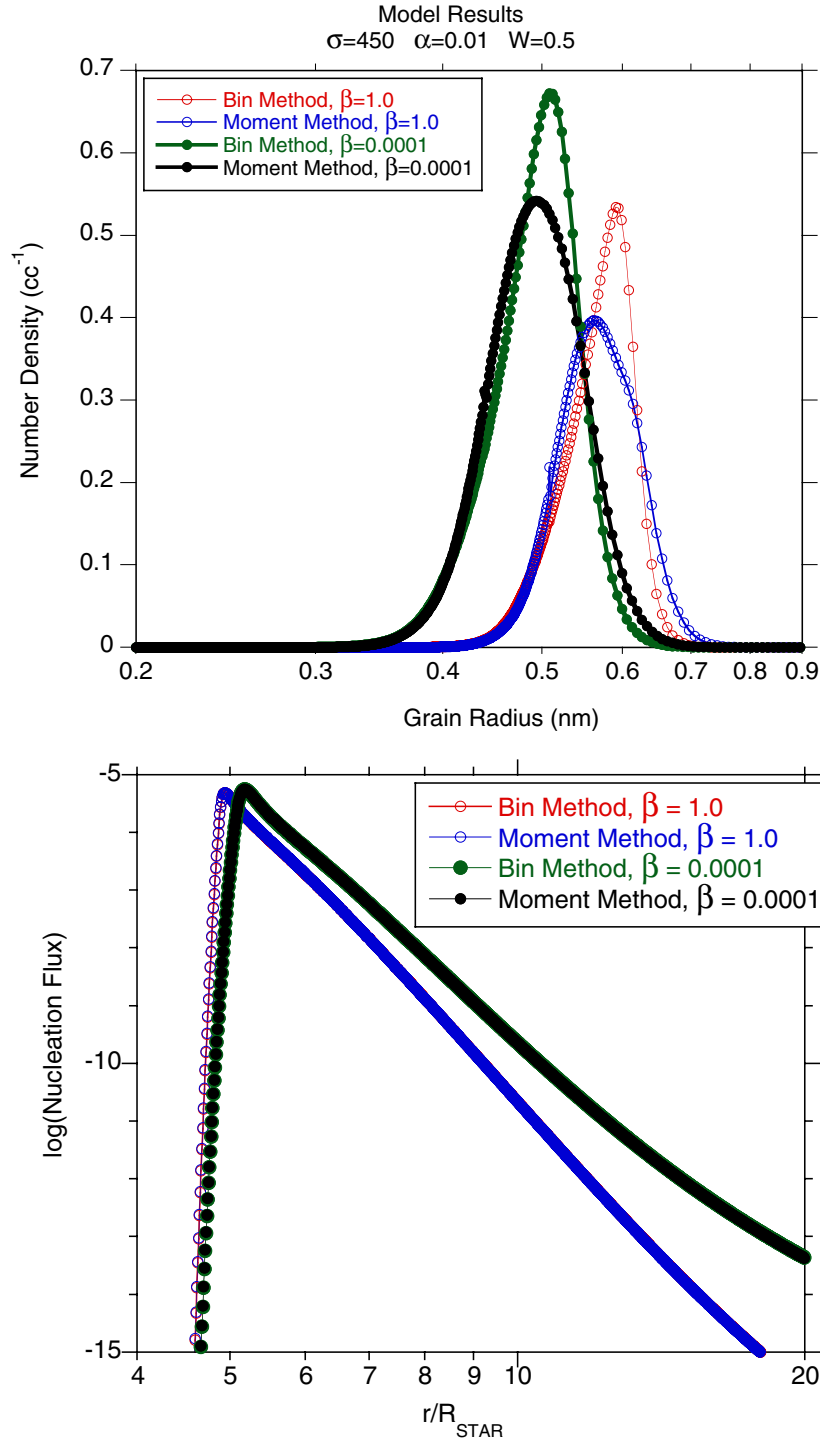 Model Results
σ=450 α=0.01 W=0.5
0.7
0.6
0.5
0.4
0.3
0.2
0.1
0
Number Density (cc⁻¹)
Bin Method, β=1.0
Moment Method, β=1.0
Bin Method, β=0.0001
Moment Method, β=0.0001
0.2 0.3 0.4 0.5 0.6 0.7 0.8 0.9
Grain Radius (nm)
-5
-10
-15
log(Nucleation Flux)
Bin Method, β = 1.0
Moment Method, β = 1.0
Bin Method, β = 0.0001
Moment Method, β = 0.0001
4 5 6 7 8 9 10 20
r/R_STAR